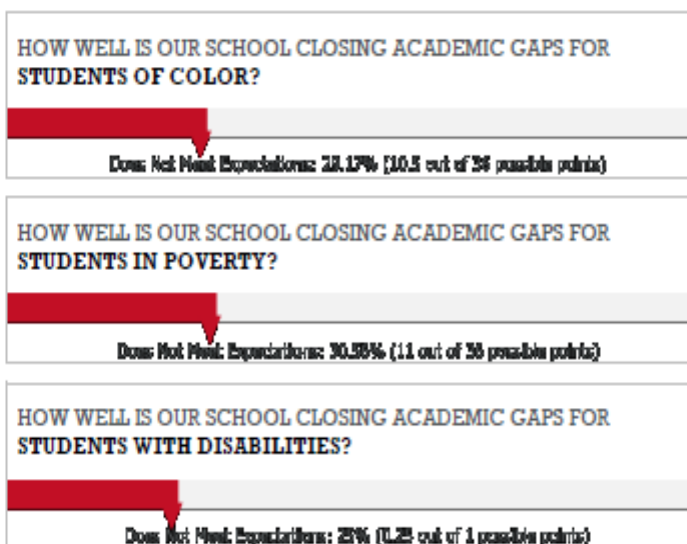 HOW WELL IS OUR SCHOOL CLOSING ACADEMIC GAPS FOR
STUDENTS OF COLOR?
Does Not Meet Expectations: (10.5 out of 36 possible points)
HOW WELL IS OUR SCHOOL CLOSING ACADEMIC GAPS FOR
STUDENTS IN POVERTY?
Does Not Meet Expectations: (11 out of 36 possible points)
HOW WELL IS OUR SCHOOL CLOSING ACADEMIC GAPS FOR
STUDENTS WITH DISABILITIES?
Does Not Meet Expectations: 25% (0.25 out of 1 possible points)